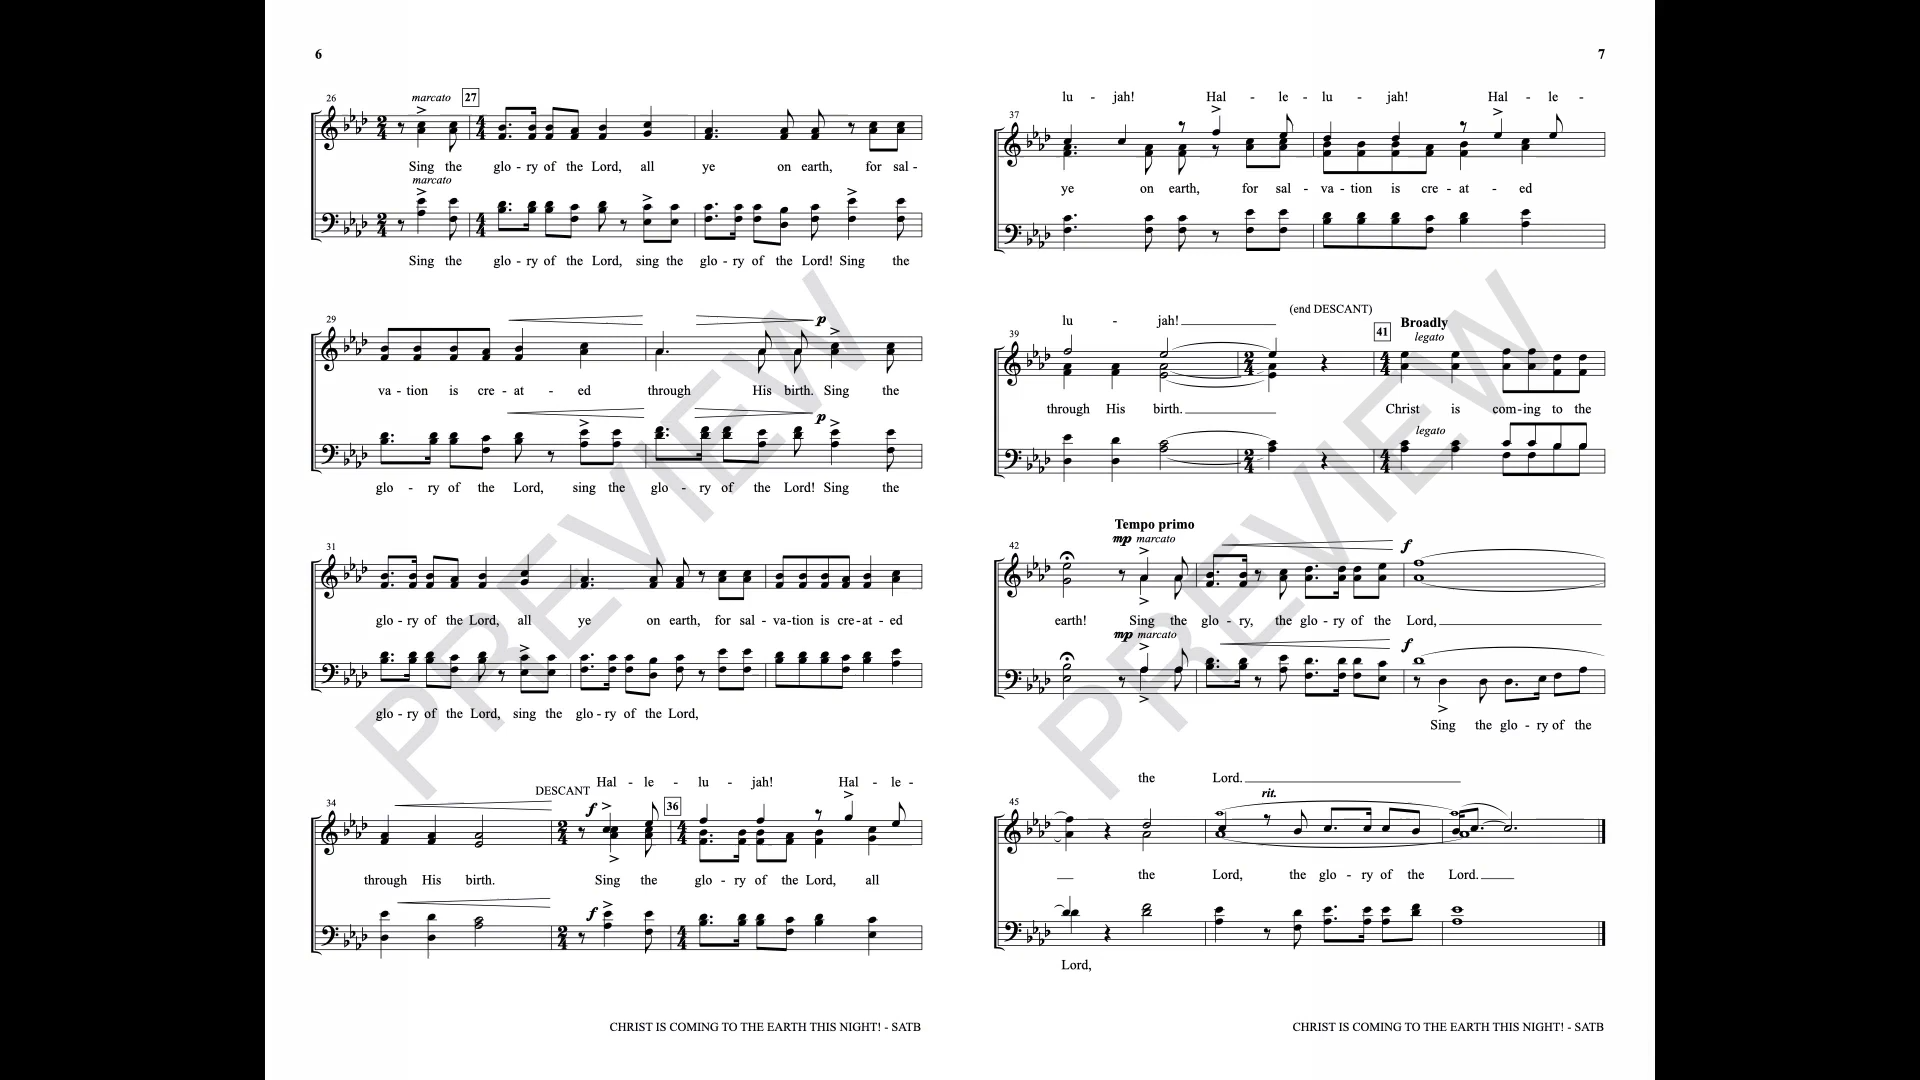 6
26 marcato 27
Sing the glo - ry of the Lord, all ye on earth, for sal -
marcato
Sing the glo - ry of the Lord, sing the glo - ry of the Lord! Sing the
29 p
va - tion is cre - at - ed through His birth. Sing the
p
glo - ry of the Lord, sing the glo - ry of the Lord! Sing the
31
glo - ry of the Lord, all ye on earth, for sal - va - tion is cre - at - ed
glo - ry of the Lord, sing the glo - ry of the Lord,
Hal - le - lu - jah! Hal - le -
34 DESCANT f 36
through His birth. Sing the glo - ry of the Lord, all
f
CHRIST IS COMING TO THE EARTH THIS NIGHT! - SATB
PREVIEW
7
lu - jah! Hal - le - lu - jah! Hal - le -
37
ye on earth, for sal - va - tion is cre - at - ed
(end DESCANT)
lu - jah!
39 41 Broadly
legato
through His birth. Christ is com-ing to the
legato
Tempo primo
42 mp marcato f
earth! Sing the glo - ry, the glo - ry of the Lord,
mp marcato f
Sing the glo - ry of the
the Lord.
45 rit.
the Lord, the glo - ry of the Lord.
Lord,
CHRIST IS COMING TO THE EARTH THIS NIGHT! - SATB
PREVIEW